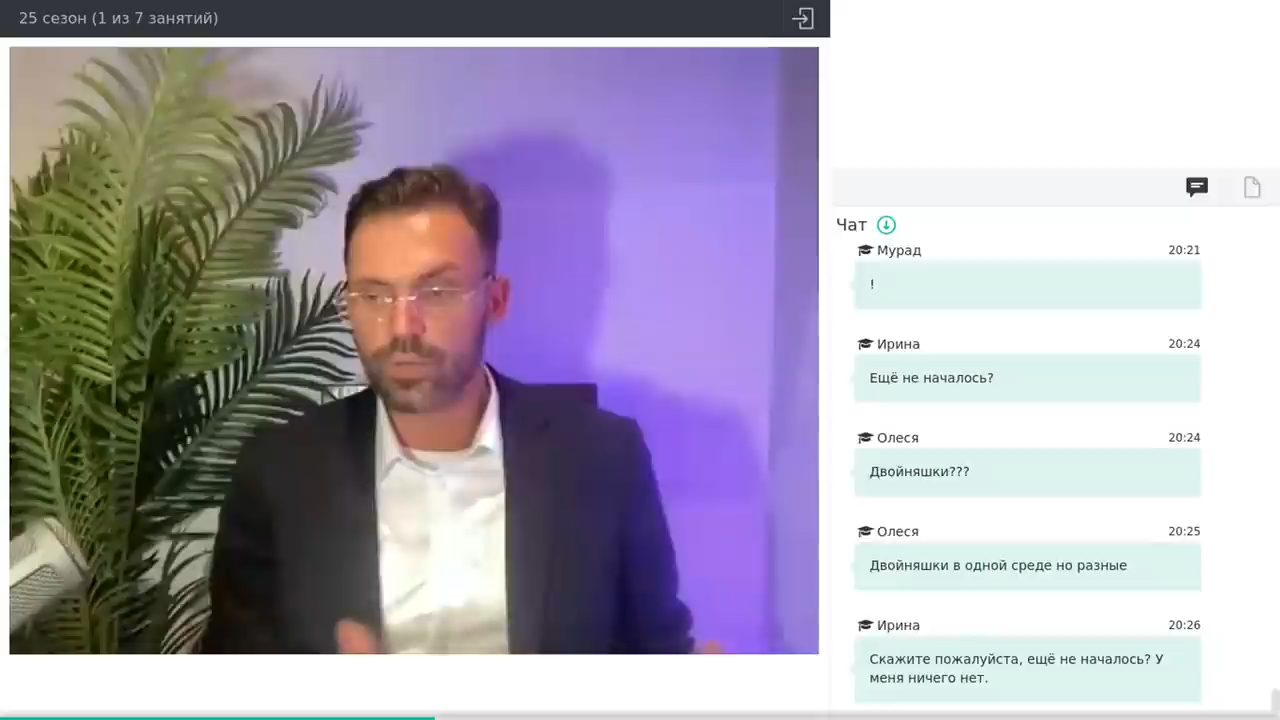 25 сезон (1 из 7 занятий)
Чат
Мурад 20:21
!
Ирина 20:24
Ещё не началось?
Олеся 20:24
Двойняшки???
Олеся 20:25
Двойняшки в одной среде но разные
Ирина 20:26
Скажите пожалуйста, ещё не началось? У
меня ничего нет.